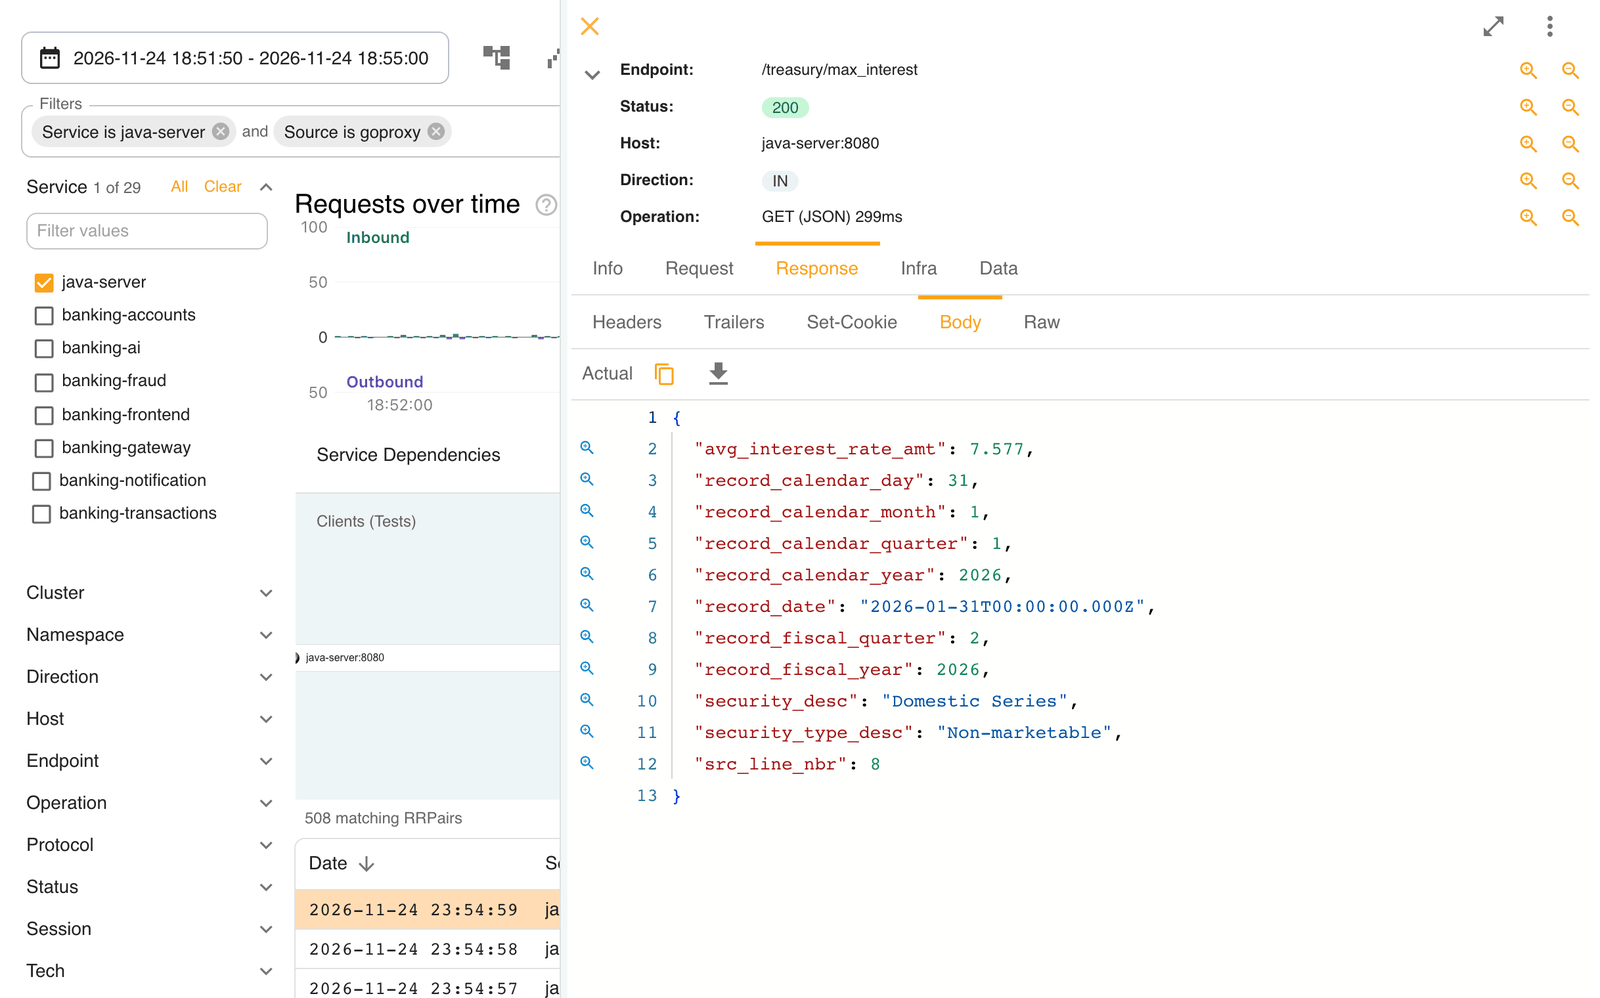 2026-11-24 18:51:50 - 2026-11-24 18:55:00
Filters
Service is java-server and Source is goproxy
Service 1 of 29 All Clear
Filter values
java-server
banking-accounts
banking-ai
banking-fraud
banking-frontend
banking-gateway
banking-notification
banking-transactions
Cluster
Namespace
Direction
Host
Endpoint
Operation
Protocol
Status
Session
Tech
Requests over time ?
100
Inbound
50
0
50
Outbound
18:52:00
Service Dependencies
Clients (Tests)
java-server:8080
508 matching RRPairs
Date
2026-11-24 23:54:59 ja
2026-11-24 23:54:58 ja
2026-11-24 23:54:57 ja
Endpoint: /treasury/max_interest
Status: 200
Host: java-server:8080
Direction: IN
Operation: GET (JSON) 299ms
Info Request Response Infra Data
Headers Trailers Set-Cookie Body Raw
Actual
1 {
2 "avg_interest_rate_amt": 7.577,
3 "record_calendar_day": 31,
4 "record_calendar_month": 1,
5 "record_calendar_quarter": 1,
6 "record_calendar_year": 2026,
7 "record_date": "2026-01-31T00:00:00.000Z",
8 "record_fiscal_quarter": 2,
9 "record_fiscal_year": 2026,
10 "security_desc": "Domestic Series",
11 "security_type_desc": "Non-marketable",
12 "src_line_nbr": 8
13 }